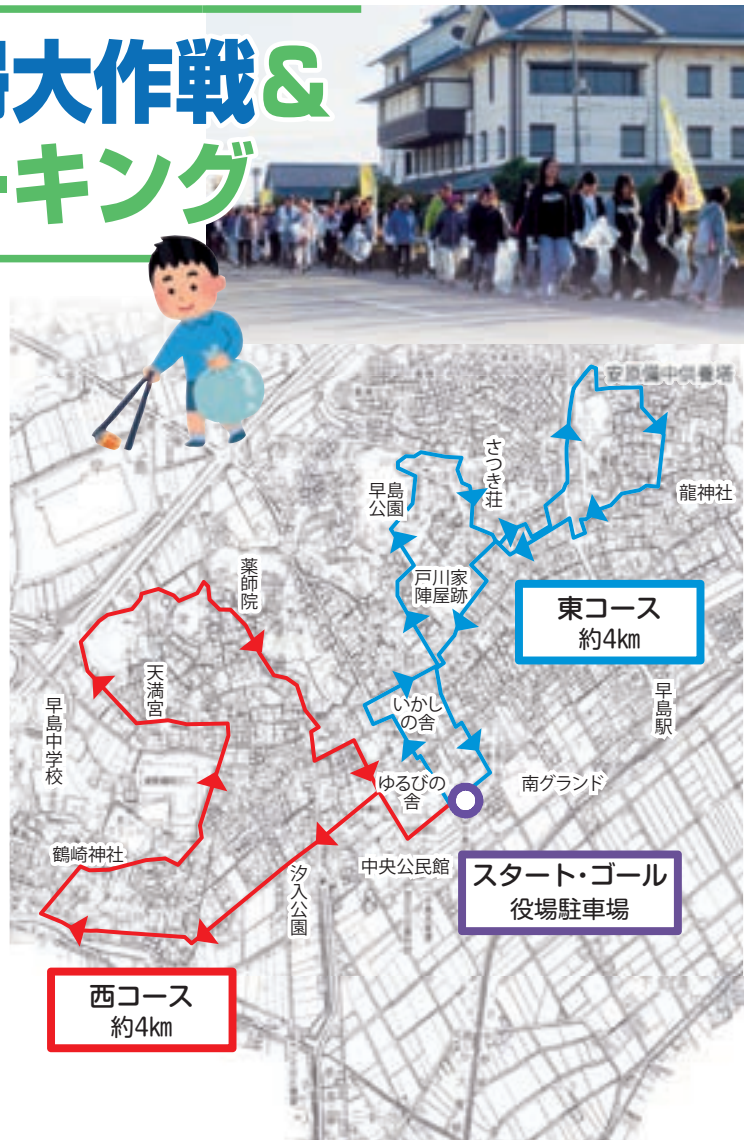 大作戦&
ーキング
安原備中供養塔
さつき荘
早島
公園
龍神社
戸川家
陣屋跡
薬師院
東コース
約4km
天満宮
いかし
の舎
早島駅
早島中学校
ゆるびの
舎
南グランド
鶴崎神社
汐入公園
中央公民館
スタート・ゴール
役場駐車場
西コース
約4km